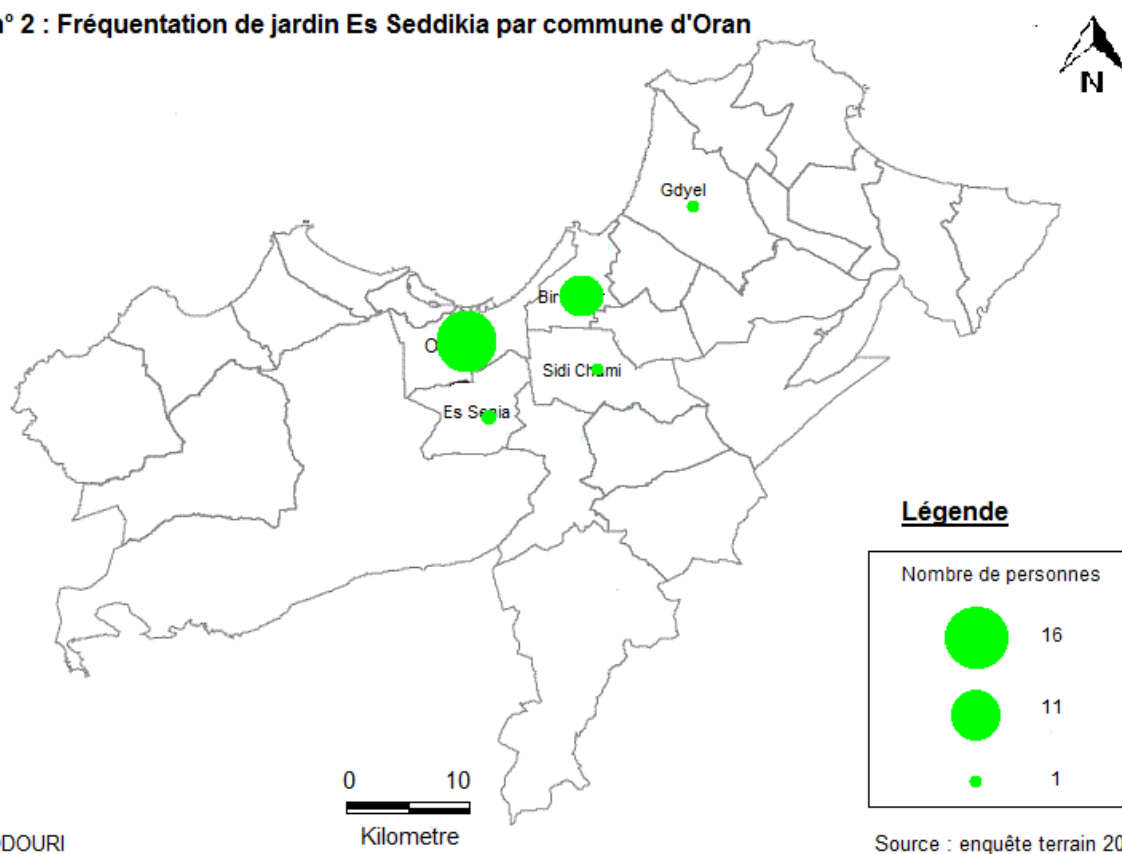 n° 2 : Fréquentation de jardin Es Seddikia par commune d'Oran
N
Gdyel
Bir
O
Sidi Chami
Es Senia
Légende
Nombre de personnes
16
11
1
0 10
Kilometre
DOURI
Source : enquête terrain 20